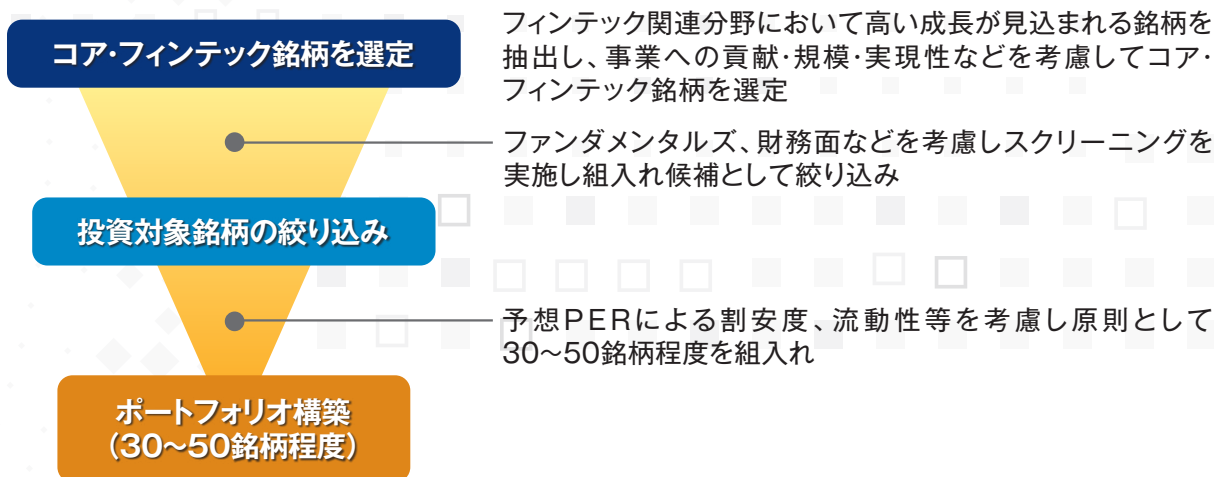 コア・フィンテック銘柄を選定
フィンテック関連分野において高い成長が見込まれる銘柄を
抽出し、事業への貢献・規模・実現性などを考慮してコア・
フィンテック銘柄を選定
ファンダメンタルズ、財務面などを考慮しスクリーニングを
実施し組入れ候補として絞り込み
投資対象銘柄の絞り込み
予想PERによる割安度、流動性等を考慮し原則として
30〜50銘柄程度を組入れ
ポートフォリオ構築
（30〜50銘柄程度）